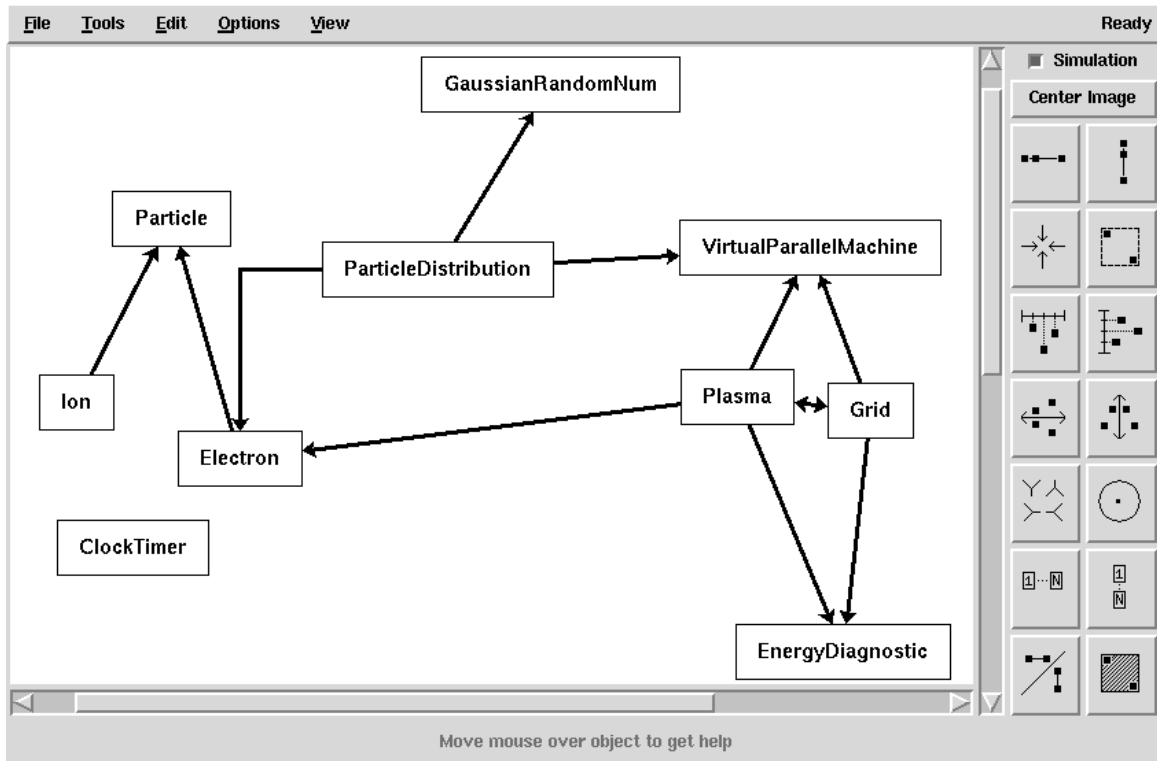 File Tools Edit Options View Ready
Simulation
Center Image
GaussianRandomNum
Particle
ParticleDistribution
VirtualParallelMachine
Ion
Plasma
Grid
Electron
ClockTimer
EnergyDiagnostic
1 N
1
N
Move mouse over object to get help